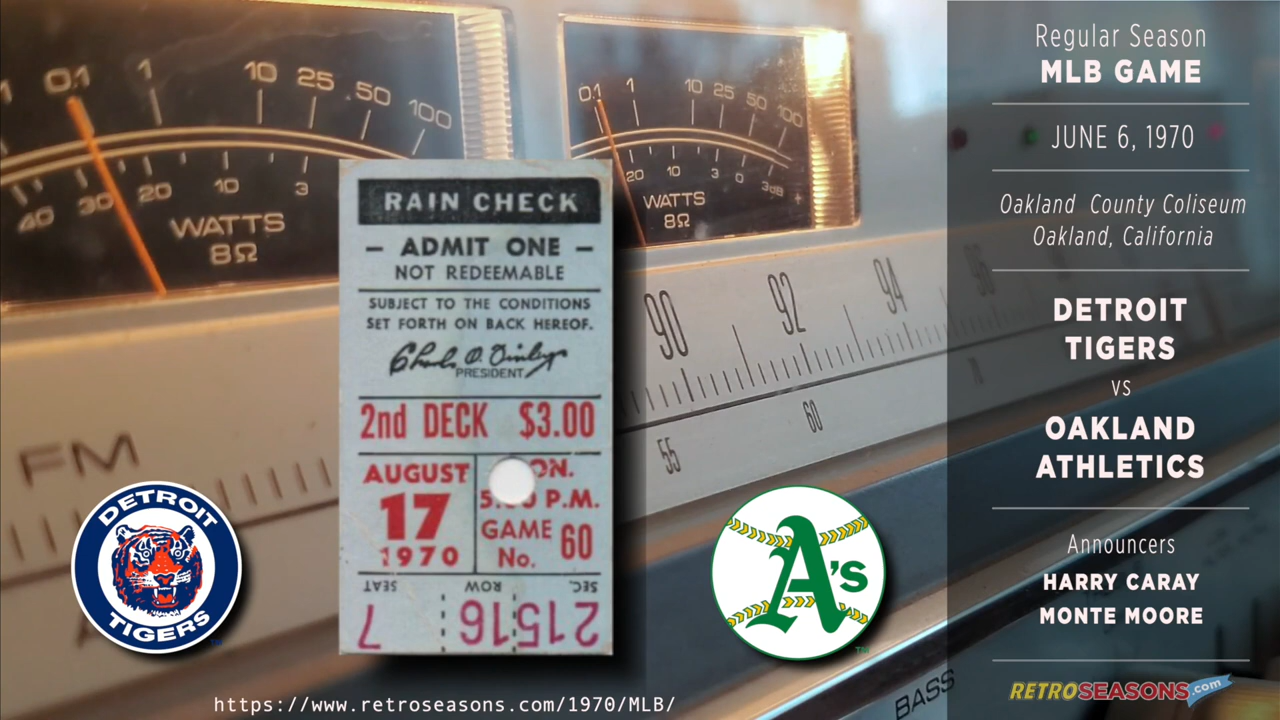 0.1 1 10 25 50 100
40 30 20 10 3
WATTS
8Ω
0.1 1 10 25 50 100
20 10 3 0 3dB +
WATTS
8Ω
90 92 94 96
55 60
FM
BASS
RAIN CHECK
– ADMIT ONE –
NOT REDEEMABLE
SUBJECT TO THE CONDITIONS
SET FORTH ON BACK HEREOF.
Charles O. Finley
PRESIDENT
2nd DECK $3.00
AUGUST
17
1970
P.M.
GAME
No. 60
SEAT ROW SEC.
7 16 215
DETROIT
TIGERS
A's
TM
https://www.retroseasons.com/1970/MLB/
Regular Season
MLB GAME
JUNE 6, 1970
Oakland County Coliseum
Oakland, California
DETROIT
TIGERS
VS
OAKLAND
ATHLETICS
Announcers
HARRY CARAY
MONTE MOORE
RETROSEASONS.com